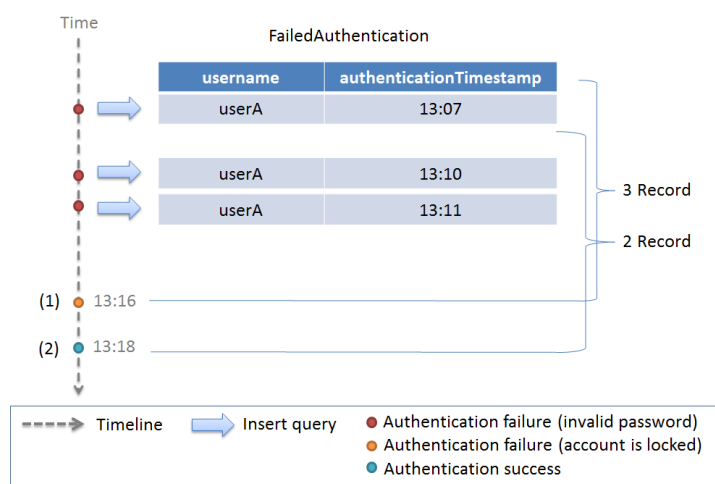 Time
FailedAuthentication
username authenticationTimestamp
userA 13:07
userA 13:10
userA 13:11
3 Record
2 Record
(1) 13:16
(2) 13:18
Timeline
Insert query
Authentication failure (invalid password)
Authentication failure (account is locked)
Authentication success